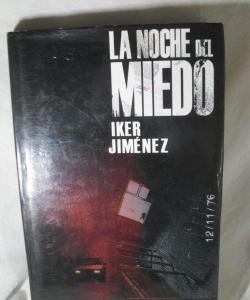 LA NOCHE DEL
MIEDO
IKER
JIMÉNEZ
12/11/76